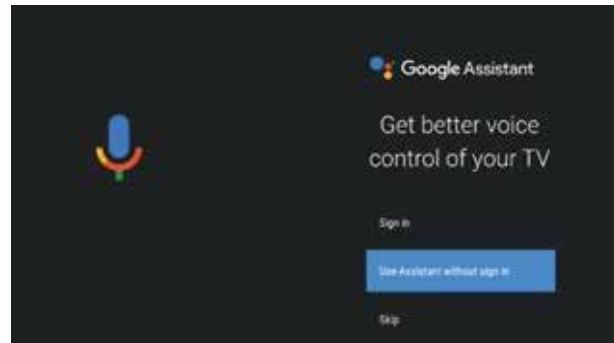 Google Assistant
Get better voice
control of your TV
Sign in
Use Assistant without sign in
Skip